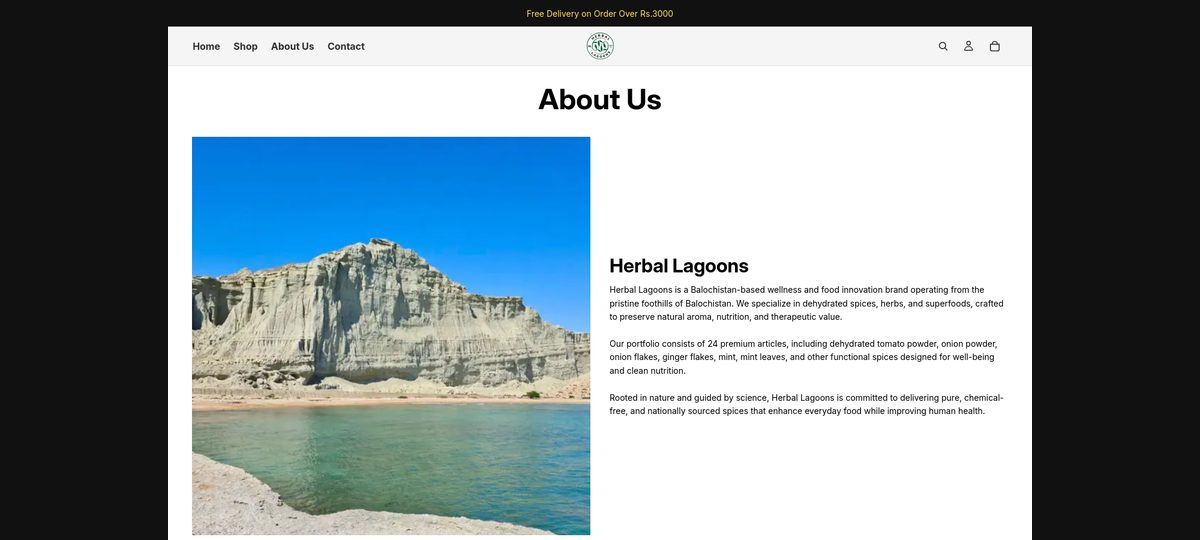 Free Delivery on Order Over Rs.3000
Home Shop About Us Contact
HERBAL
LAGOONS
About Us
Herbal Lagoons
Herbal Lagoons is a Balochistan-based wellness and food innovation brand operating from the
pristine foothills of Balochistan. We specialize in dehydrated spices, herbs, and superfoods, crafted
to preserve natural aroma, nutrition, and therapeutic value.
Our portfolio consists of 24 premium articles, including dehydrated tomato powder, onion powder,
onion flakes, ginger flakes, mint, mint leaves, and other functional spices designed for well-being
and clean nutrition.
Rooted in nature and guided by science, Herbal Lagoons is committed to delivering pure, chemical-
free, and nationally sourced spices that enhance everyday food while improving human health.